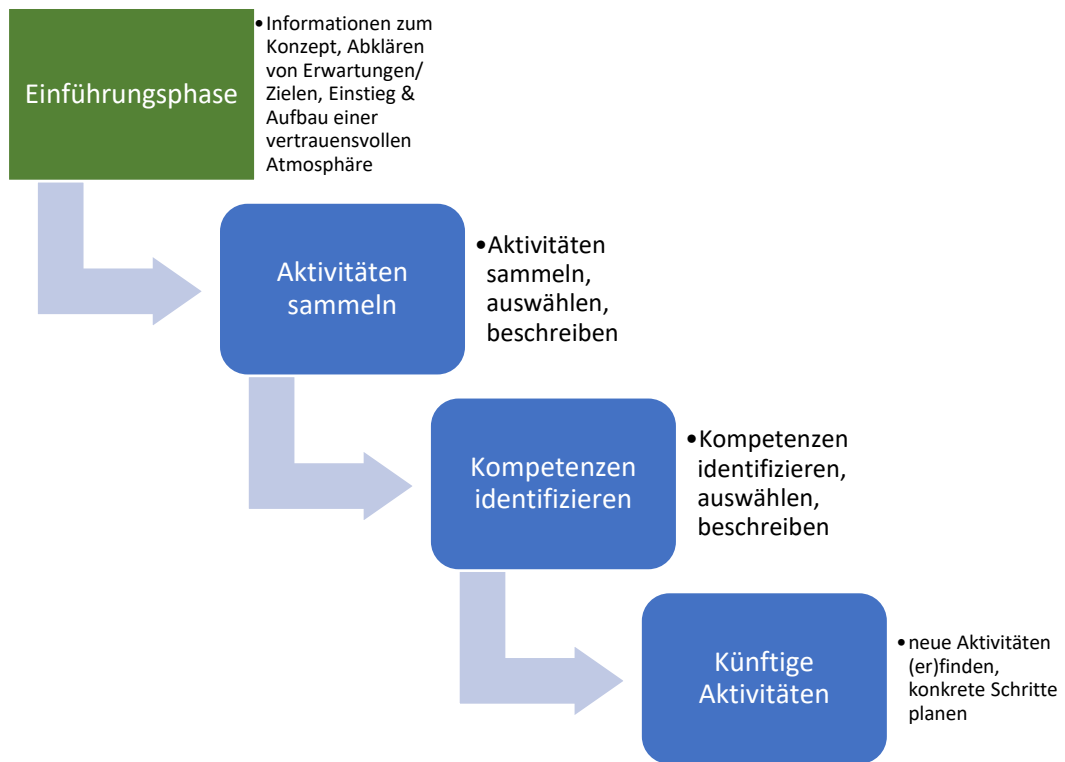 Einführungsphase
•Informationen zum
Konzept, Abklären
von Erwartungen/
Zielen, Einstieg &
Aufbau einer
vertrauensvollen
Atmosphäre
Aktivitäten
sammeln
•Aktivitäten
sammeln,
auswählen,
beschreiben
Kompetenzen
identifizieren
•Kompetenzen
identifizieren,
auswählen,
beschreiben
Künftige
Aktivitäten
•neue Aktivitäten
(er)finden,
konkrete Schritte
planen